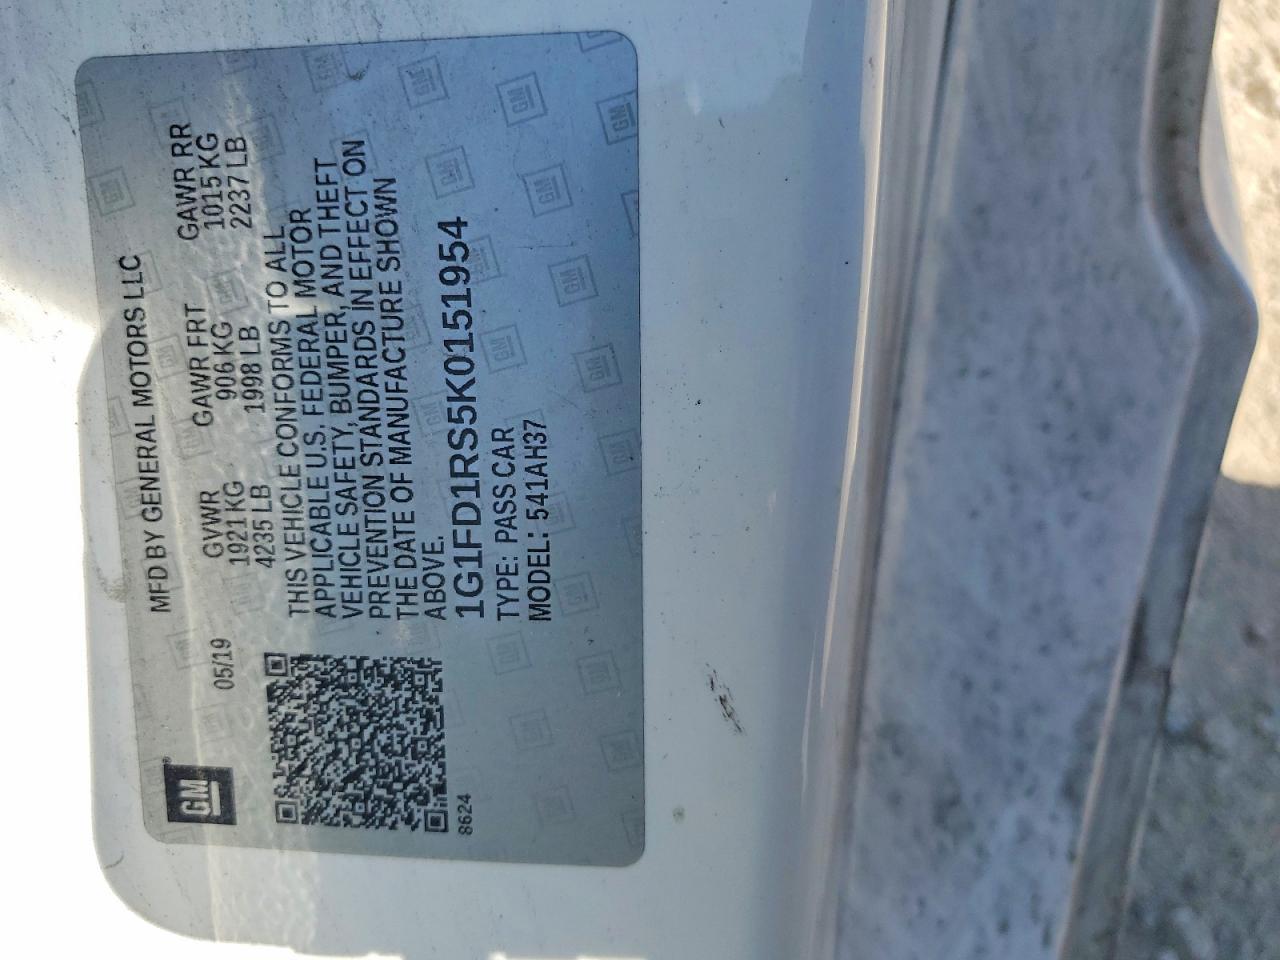 GM
MFD BY GENERAL MOTORS LLC
05/19 GVWR GAWR FRT GAWR RR
1921 KG 906 KG 1015 KG
4235 LB 1998 LB 2237 LB
THIS VEHICLE CONFORMS TO ALL
APPLICABLE U.S. FEDERAL MOTOR
VEHICLE SAFETY, BUMPER, AND THEFT
PREVENTION STANDARDS IN EFFECT ON
THE DATE OF MANUFACTURE SHOWN
ABOVE.
1G1FD1RS5K0151954
TYPE: PASS CAR
MODEL: 541AH37
8624